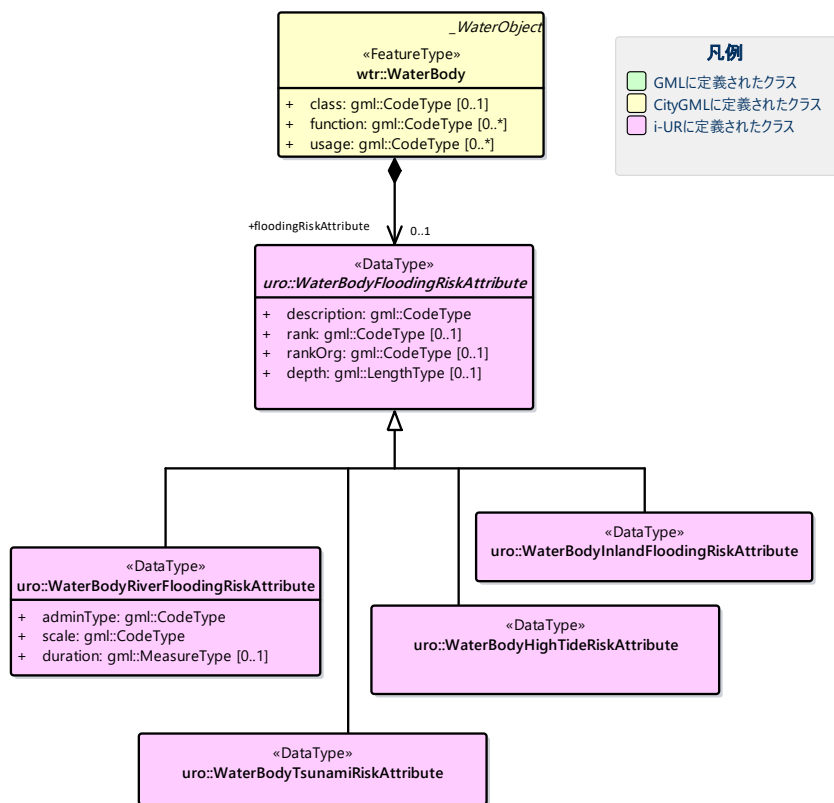 _WaterObject
«FeatureType»
wtr::WaterBody
+ class: gml::CodeType [0..1]
+ function: gml::CodeType [0..*]
+ usage: gml::CodeType [0..*]
凡例
GMLに定義されたクラス
CityGMLに定義されたクラス
i-URに定義されたクラス
+floodingRiskAttribute
0..1
«DataType»
uro::WaterBodyFloodingRiskAttribute
+ description: gml::CodeType
+ rank: gml::CodeType [0..1]
+ rankOrg: gml::CodeType [0..1]
+ depth: gml::LengthType [0..1]
«DataType»
uro::WaterBodyInlandFloodingRiskAttribute
«DataType»
uro::WaterBodyRiverFloodingRiskAttribute
+ adminType: gml::CodeType
+ scale: gml::CodeType
+ duration: gml::MeasureType [0..1]
«DataType»
uro::WaterBodyHighTideRiskAttribute
«DataType»
uro::WaterBodyTsunamiRiskAttribute